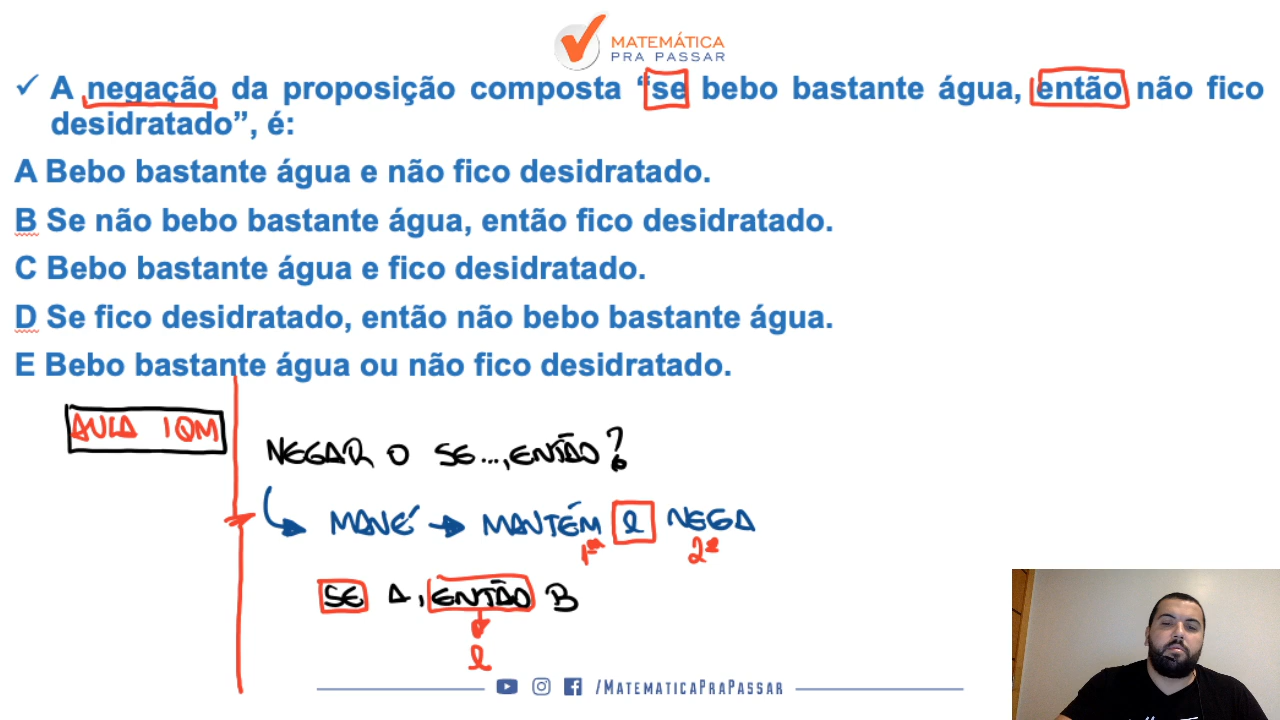 MATEMÁTICA
PRA PASSAR
✓ A negação da proposição composta “se bebo bastante água, então não fico
desidratado”, é:
A Bebo bastante água e não fico desidratado.
B Se não bebo bastante água, então fico desidratado.
C Bebo bastante água e fico desidratado.
D Se fico desidratado, então não bebo bastante água.
E Bebo bastante água ou não fico desidratado.
AULA 1QM
NEGAR O SE...,ENTÃO?
MANÉ → MANTÉM e NEGA
1ª 2ª
SE A, ENTÃO B
e
/MATEMATICAPRAPASSAR